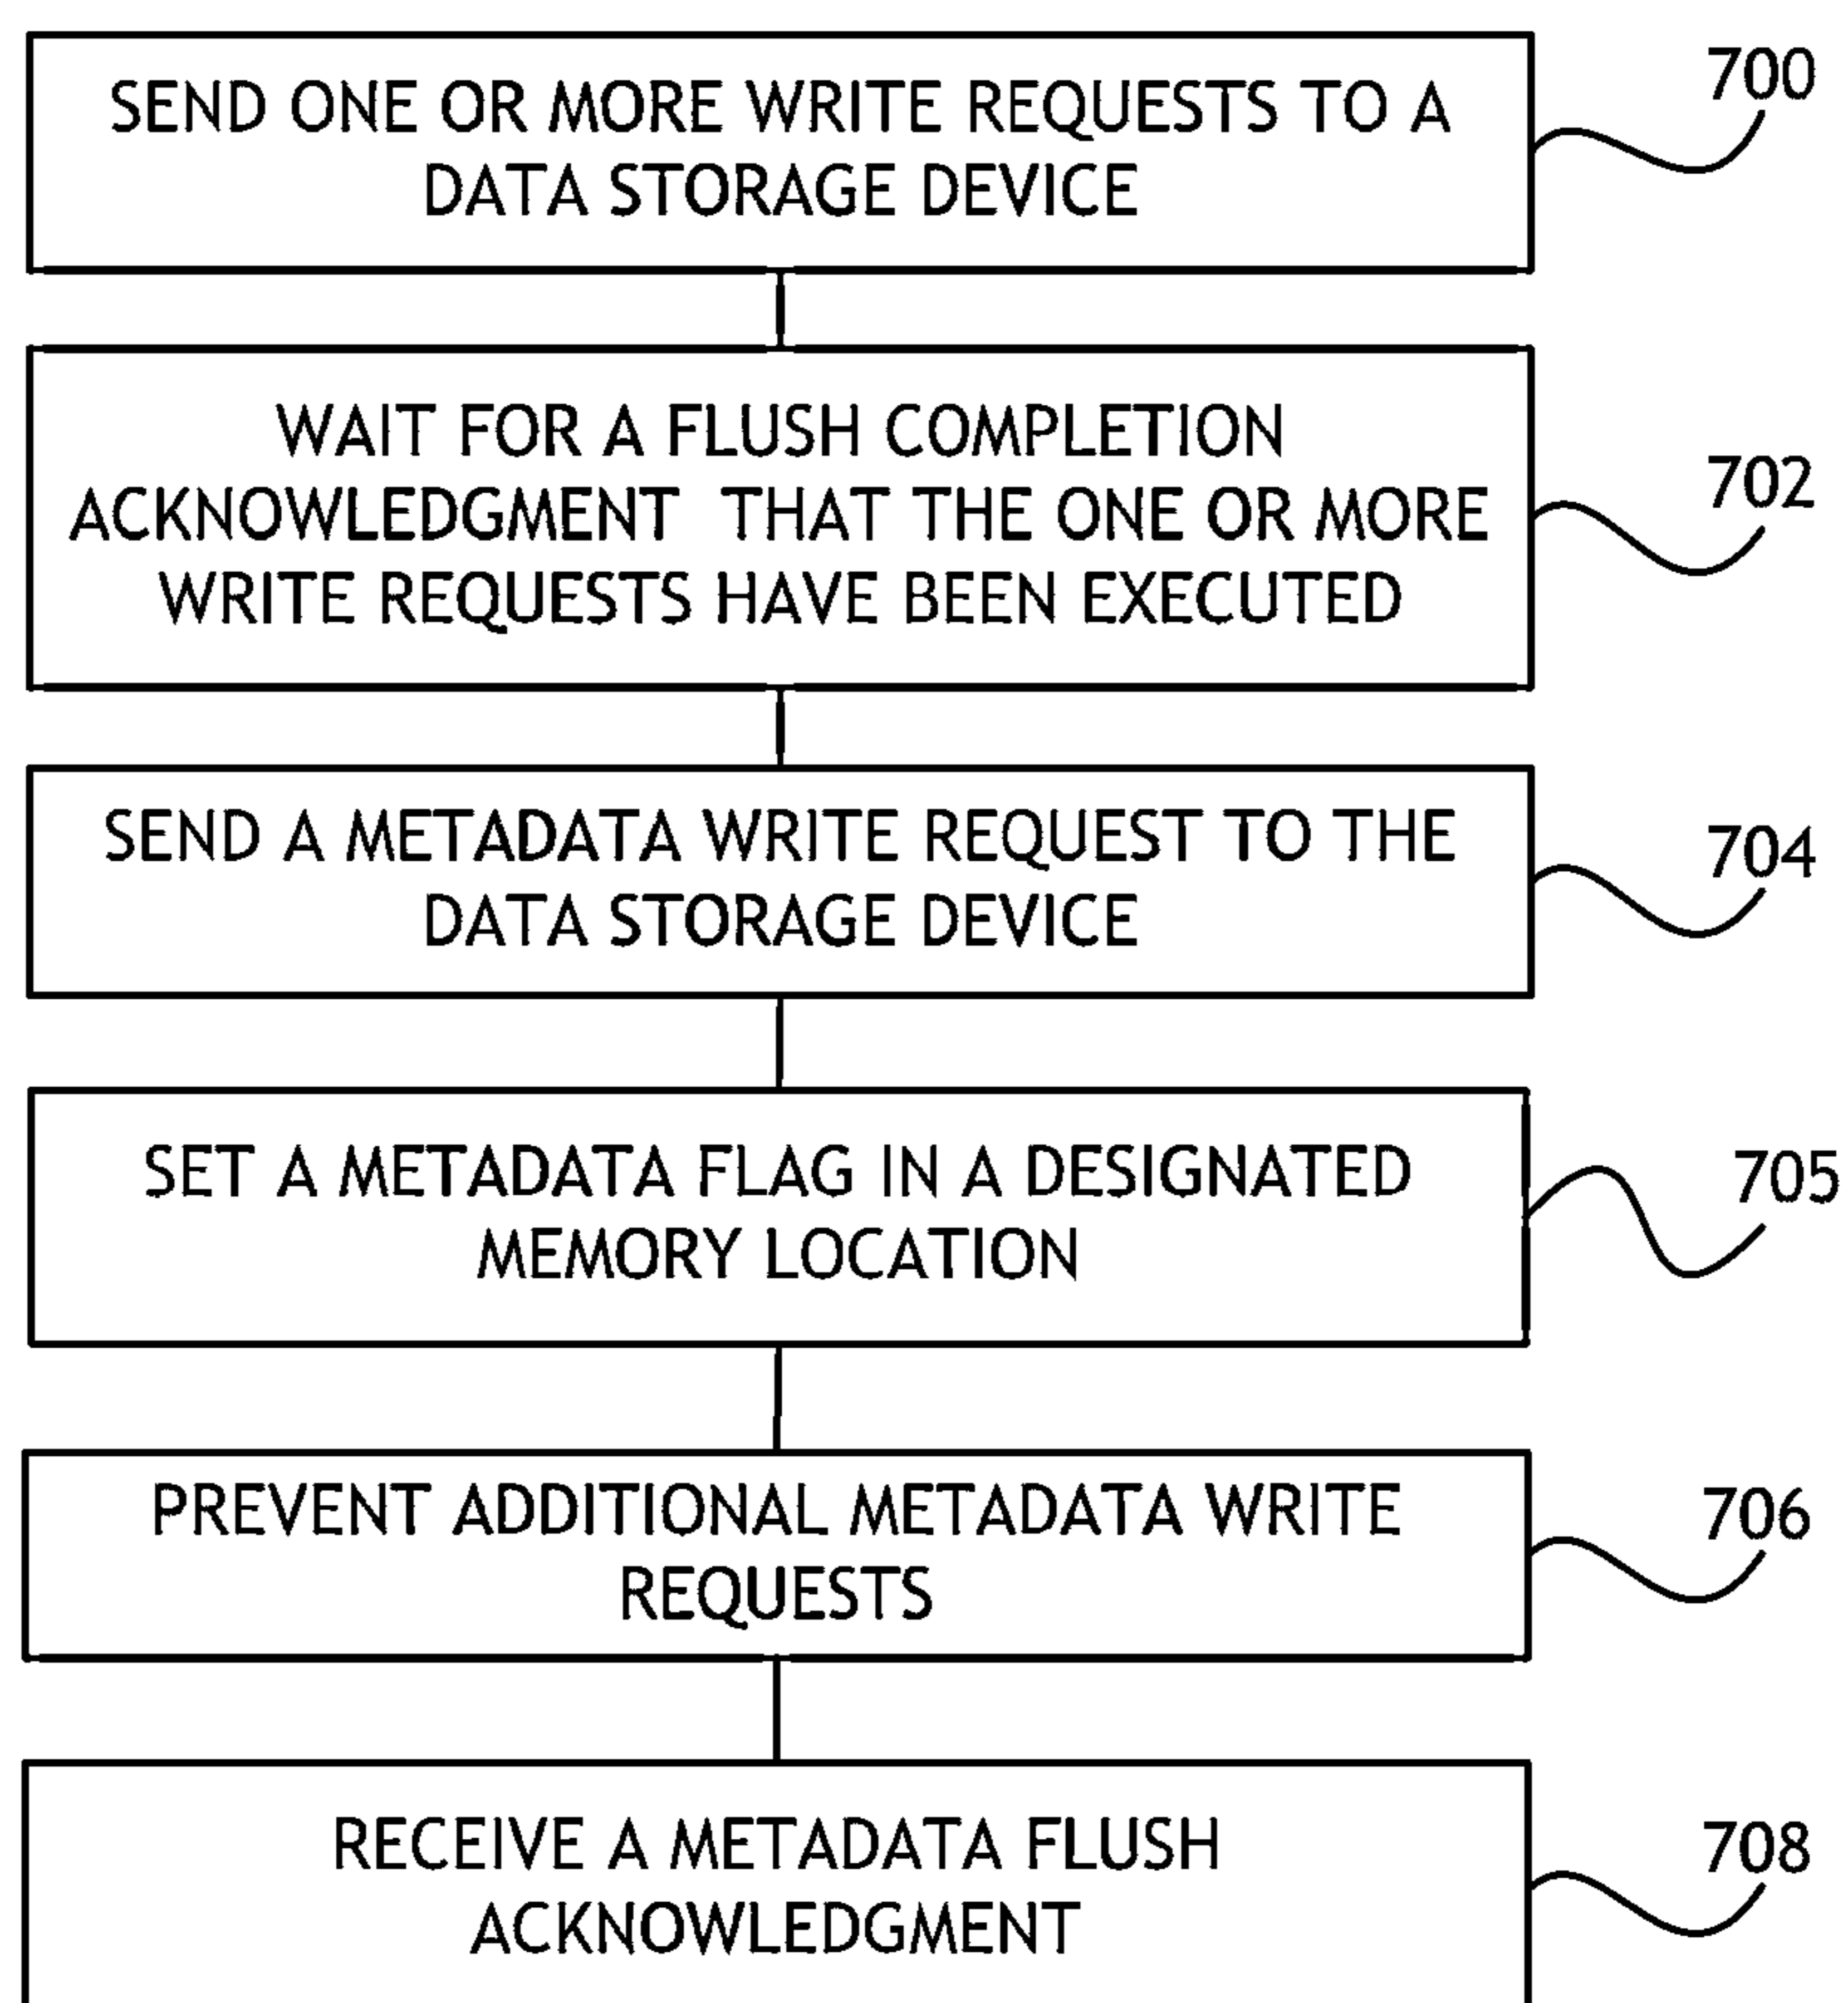 SEND ONE OR MORE WRITE REQUESTS TO A
DATA STORAGE DEVICE
700
WAIT FOR A FLUSH COMPLETION
ACKNOWLEDGMENT THAT THE ONE OR MORE
WRITE REQUESTS HAVE BEEN EXECUTED
702
SEND A METADATA WRITE REQUEST TO THE
DATA STORAGE DEVICE
704
SET A METADATA FLAG IN A DESIGNATED
MEMORY LOCATION
705
PREVENT ADDITIONAL METADATA WRITE
REQUESTS
706
RECEIVE A METADATA FLUSH
ACKNOWLEDGMENT
708